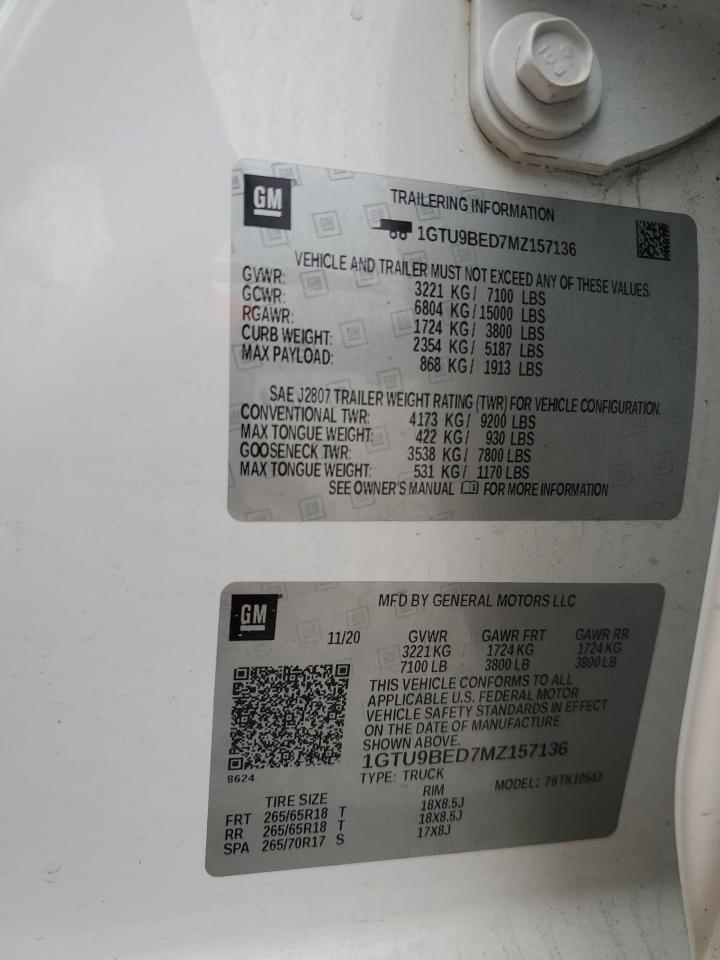 GM
TRAILERING INFORMATION
1GTU9BED7MZ157136
VEHICLE AND TRAILER MUST NOT EXCEED ANY OF THESE VALUES.
GVWR: 3221 KG / 7100 LBS
GCWR: 6804 KG / 15000 LBS
RGAWR: 1724 KG / 3800 LBS
CURB WEIGHT: 2354 KG / 5187 LBS
MAX PAYLOAD: 868 KG / 1913 LBS
SAE J2807 TRAILER WEIGHT RATING (TWR) FOR VEHICLE CONFIGURATION.
CONVENTIONAL TWR: 4173 KG / 9200 LBS
MAX TONGUE WEIGHT: 422 KG / 930 LBS
GOOSENECK TWR: 3538 KG / 7800 LBS
MAX TONGUE WEIGHT: 531 KG / 1170 LBS
SEE OWNER'S MANUAL FOR MORE INFORMATION
GM
MFD BY GENERAL MOTORS LLC
11/20 GVWR GAWR FRT GAWR RR
3221 KG 1724 KG 1724 KG
7100 LB 3800 LB 3800 LB
THIS VEHICLE CONFORMS TO ALL
APPLICABLE U.S. FEDERAL MOTOR
VEHICLE SAFETY STANDARDS IN EFFECT
ON THE DATE OF MANUFACTURE
SHOWN ABOVE.
1GTU9BED7MZ157136
8624
TYPE: TRUCK MODEL: 76TK10543
TIRE SIZE RIM
FRT 265/65R18 T 18X8.5J
RR 265/65R18 T 18X8.5J
SPA 265/70R17 S 17X8J